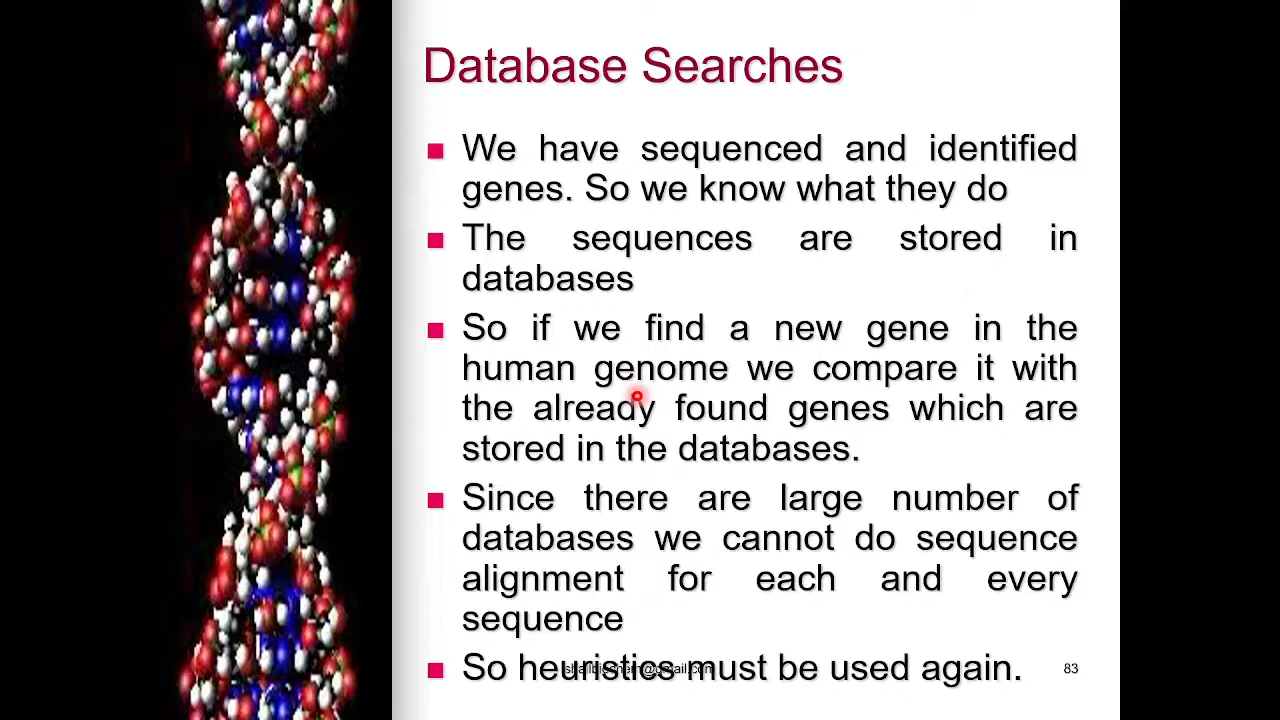 Database Searches
We have sequenced and identified
genes. So we know what they do
The sequences are stored in
databases
So if we find a new gene in the
human genome we compare it with
the already found genes which are
stored in the databases.
Since there are large number of
databases we cannot do sequence
alignment for each and every
sequence
So heuristics must be used again.
83